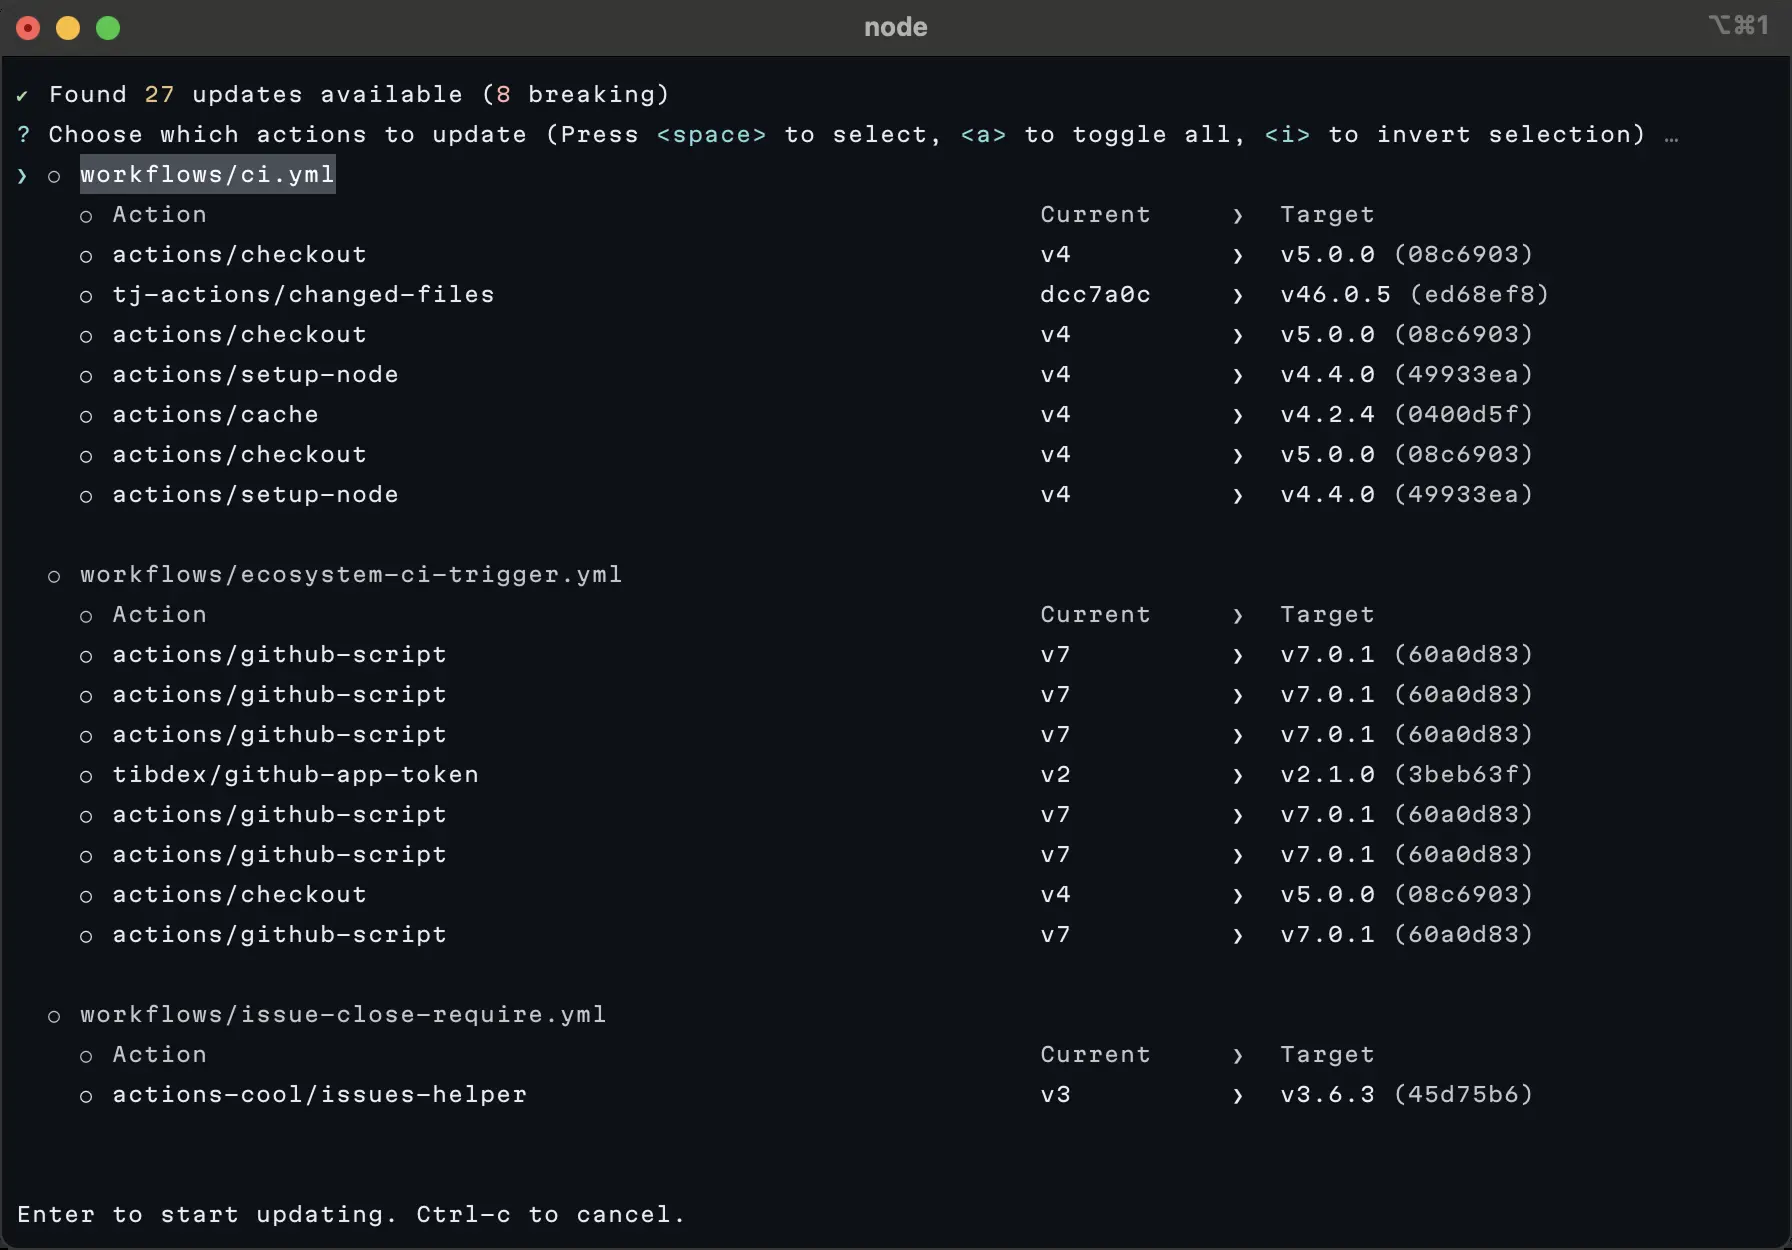 node ⌥⌘1
✔ Found 27 updates available (8 breaking)
? Choose which actions to update (Press <space> to select, <a> to toggle all, <i> to invert selection) …
❯ ○ workflows/ci.yml
○ Action Current ❯ Target
○ actions/checkout v4 ❯ v5.0.0 (08c6903)
○ tj-actions/changed-files dcc7a0c ❯ v46.0.5 (ed68ef8)
○ actions/checkout v4 ❯ v5.0.0 (08c6903)
○ actions/setup-node v4 ❯ v4.4.0 (49933ea)
○ actions/cache v4 ❯ v4.2.4 (0400d5f)
○ actions/checkout v4 ❯ v5.0.0 (08c6903)
○ actions/setup-node v4 ❯ v4.4.0 (49933ea)
○ workflows/ecosystem-ci-trigger.yml
○ Action Current ❯ Target
○ actions/github-script v7 ❯ v7.0.1 (60a0d83)
○ actions/github-script v7 ❯ v7.0.1 (60a0d83)
○ actions/github-script v7 ❯ v7.0.1 (60a0d83)
○ tibdex/github-app-token v2 ❯ v2.1.0 (3beb63f)
○ actions/github-script v7 ❯ v7.0.1 (60a0d83)
○ actions/github-script v7 ❯ v7.0.1 (60a0d83)
○ actions/checkout v4 ❯ v5.0.0 (08c6903)
○ actions/github-script v7 ❯ v7.0.1 (60a0d83)
○ workflows/issue-close-require.yml
○ Action Current ❯ Target
○ actions-cool/issues-helper v3 ❯ v3.6.3 (45d75b6)
Enter to start updating. Ctrl-c to cancel.